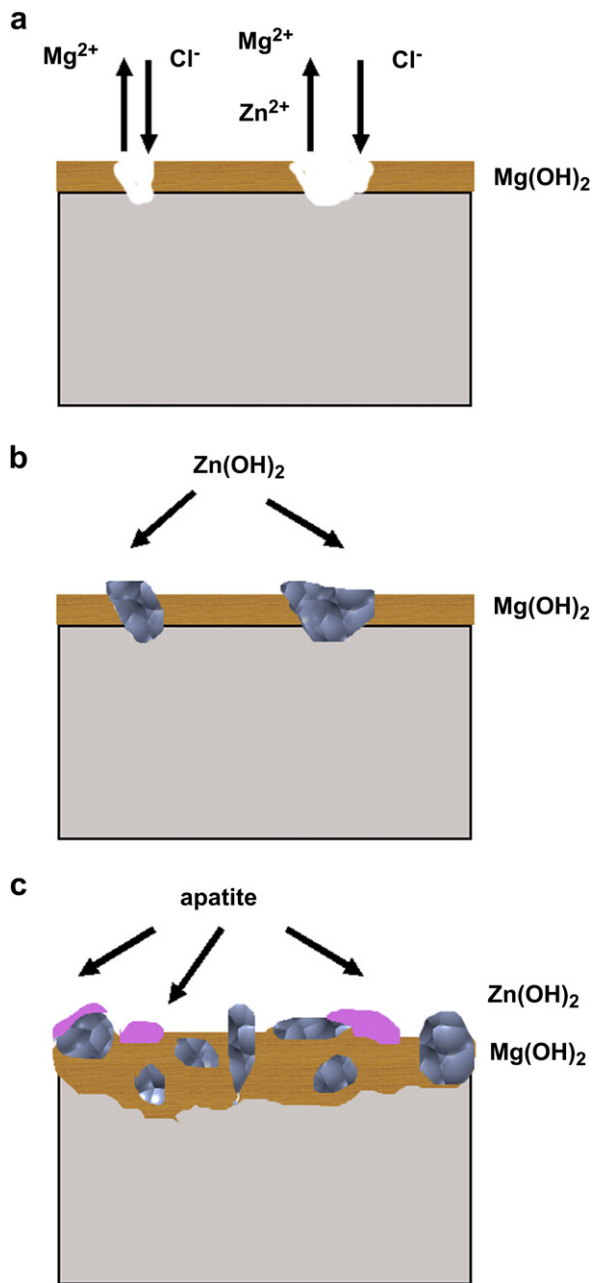 a
Mg²⁺ Cl⁻ Mg²⁺ Cl⁻
Zn²⁺
Mg(OH)₂
b
Zn(OH)₂
Mg(OH)₂
c
apatite
Zn(OH)₂
Mg(OH)₂